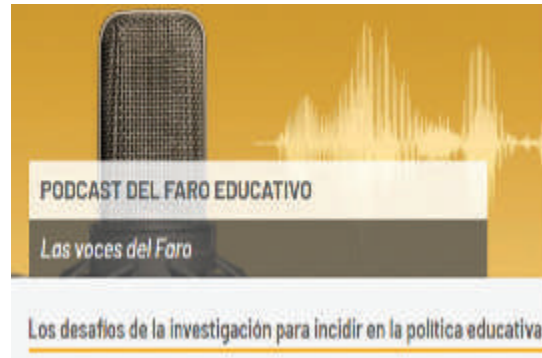 PODCAST DEL FARO EDUCATIVO
Las voces del Faro
Los desafíos de la investigación para incidir en la política educativa